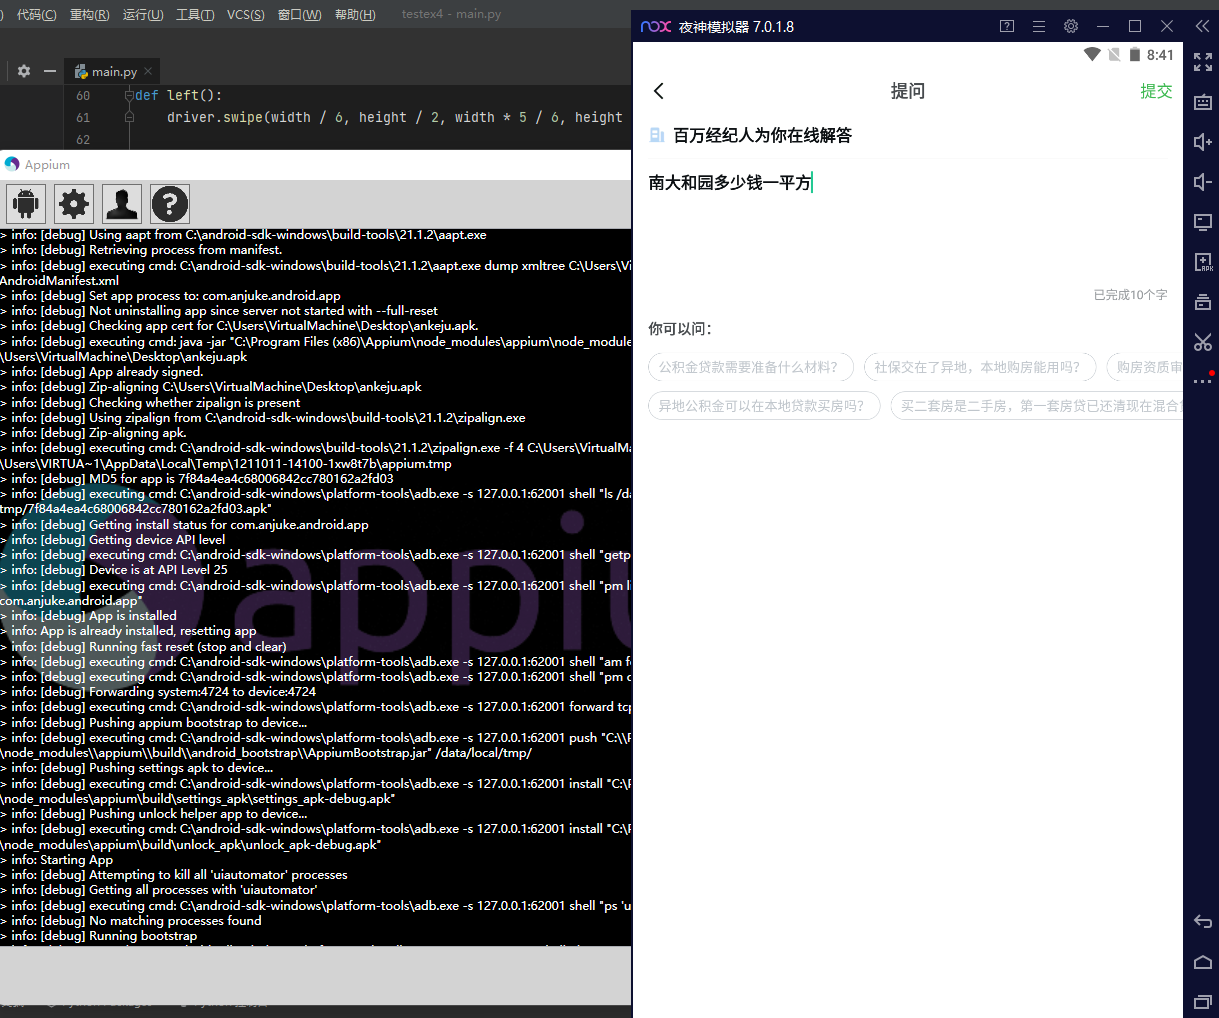 代码(C) 重构(R) 运行(U) 工具(T) VCS(S) 窗口(W) 帮助(H) testex4 - main.py
main.py
60 def left():
61 driver.swipe(width / 6, height / 2, width * 5 / 6, height
62
Appium
> info: [debug] Using aapt from C:\android-sdk-windows\build-tools\21.1.2\aapt.exe
> info: [debug] Retrieving process from manifest.
> info: [debug] executing cmd: C:\android-sdk-windows\build-tools\21.1.2\aapt.exe dump xmltree C:\Users\Vi
AndroidManifest.xml
> info: [debug] Set app process to: com.anjuke.android.app
> info: [debug] Not uninstalling app since server not started with --full-reset
> info: [debug] Checking app cert for C:\Users\VirtualMachine\Desktop\ankeju.apk.
> info: [debug] executing cmd: java -jar "C:\Program Files (x86)\Appium\node_modules\appium\node_module
\Users\VirtualMachine\Desktop\ankeju.apk
> info: [debug] App already signed.
> info: [debug] Zip-aligning C:\Users\VirtualMachine\Desktop\ankeju.apk
> info: [debug] Checking whether zipalign is present
> info: [debug] Using zipalign from C:\android-sdk-windows\build-tools\21.1.2\zipalign.exe
> info: [debug] Zip-aligning apk.
> info: [debug] executing cmd: C:\android-sdk-windows\build-tools\21.1.2\zipalign.exe -f 4 C:\Users\VirtualMa
\Users\VIRTUA~1\AppData\Local\Temp\1211011-14100-1xw8t7b\appium.tmp
> info: [debug] MD5 for app is 7f84a4ea4c68006842cc780162a2fd03
> info: [debug] executing cmd: C:\android-sdk-windows\platform-tools\adb.exe -s 127.0.0.1:62001 shell "ls /da
tmp/7f84a4ea4c68006842cc780162a2fd03.apk"
> info: [debug] Getting install status for com.anjuke.android.app
> info: [debug] Getting device API level
> info: [debug] executing cmd: C:\android-sdk-windows\platform-tools\adb.exe -s 127.0.0.1:62001 shell "getp
> info: [debug] Device is at API Level 25
> info: [debug] executing cmd: C:\android-sdk-windows\platform-tools\adb.exe -s 127.0.0.1:62001 shell "pm li
com.anjuke.android.app"
> info: [debug] App is installed
> info: App is already installed, resetting app
> info: [debug] Running fast reset (stop and clear)
> info: [debug] executing cmd: C:\android-sdk-windows\platform-tools\adb.exe -s 127.0.0.1:62001 shell "am fo
> info: [debug] executing cmd: C:\android-sdk-windows\platform-tools\adb.exe -s 127.0.0.1:62001 shell "pm c
> info: [debug] Forwarding system:4724 to device:4724
> info: [debug] executing cmd: C:\android-sdk-windows\platform-tools\adb.exe -s 127.0.0.1:62001 forward tcp
> info: [debug] Pushing appium bootstrap to device...
> info: [debug] executing cmd: C:\android-sdk-windows\platform-tools\adb.exe -s 127.0.0.1:62001 push "C:\\P
\node_modules\\appium\\build\\android_bootstrap\\AppiumBootstrap.jar" /data/local/tmp/
> info: [debug] Pushing settings apk to device...
> info: [debug] executing cmd: C:\android-sdk-windows\platform-tools\adb.exe -s 127.0.0.1:62001 install "C:\P
\node_modules\appium\build\settings_apk\settings_apk-debug.apk"
> info: [debug] Pushing unlock helper app to device...
> info: [debug] executing cmd: C:\android-sdk-windows\platform-tools\adb.exe -s 127.0.0.1:62001 install "C:\P
\node_modules\appium\build\unlock_apk\unlock_apk-debug.apk"
> info: Starting App
> info: [debug] Attempting to kill all 'uiautomator' processes
> info: [debug] Getting all processes with 'uiautomator'
> info: [debug] executing cmd: C:\android-sdk-windows\platform-tools\adb.exe -s 127.0.0.1:62001 shell "ps 'u
> info: [debug] No matching processes found
> info: [debug] Running bootstrap
appiu
nox 夜神模拟器 7.0.1.8
8:41
提问 提交
百万经纪人为你在线解答
南大和园多少钱一平方
已完成10个字
你可以问：
公积金贷款需要准备什么材料？ 社保交在了异地，本地购房能用吗？ 购房资质审
异地公积金可以在本地贷款买房吗？ 买二套房是二手房，第一套房贷已还清现在混合
APK